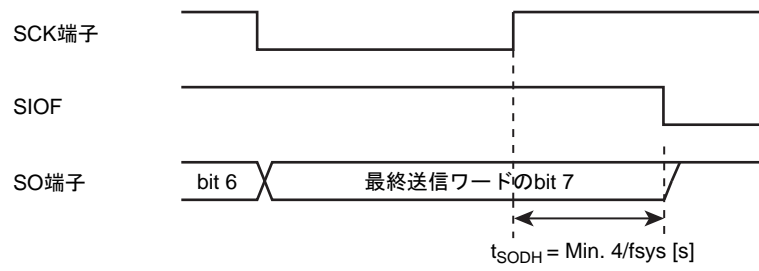 SCK端子
SIOF
SO端子 bit 6 最終送信ワードのbit 7
tSODH = Min. 4/fsys [s]